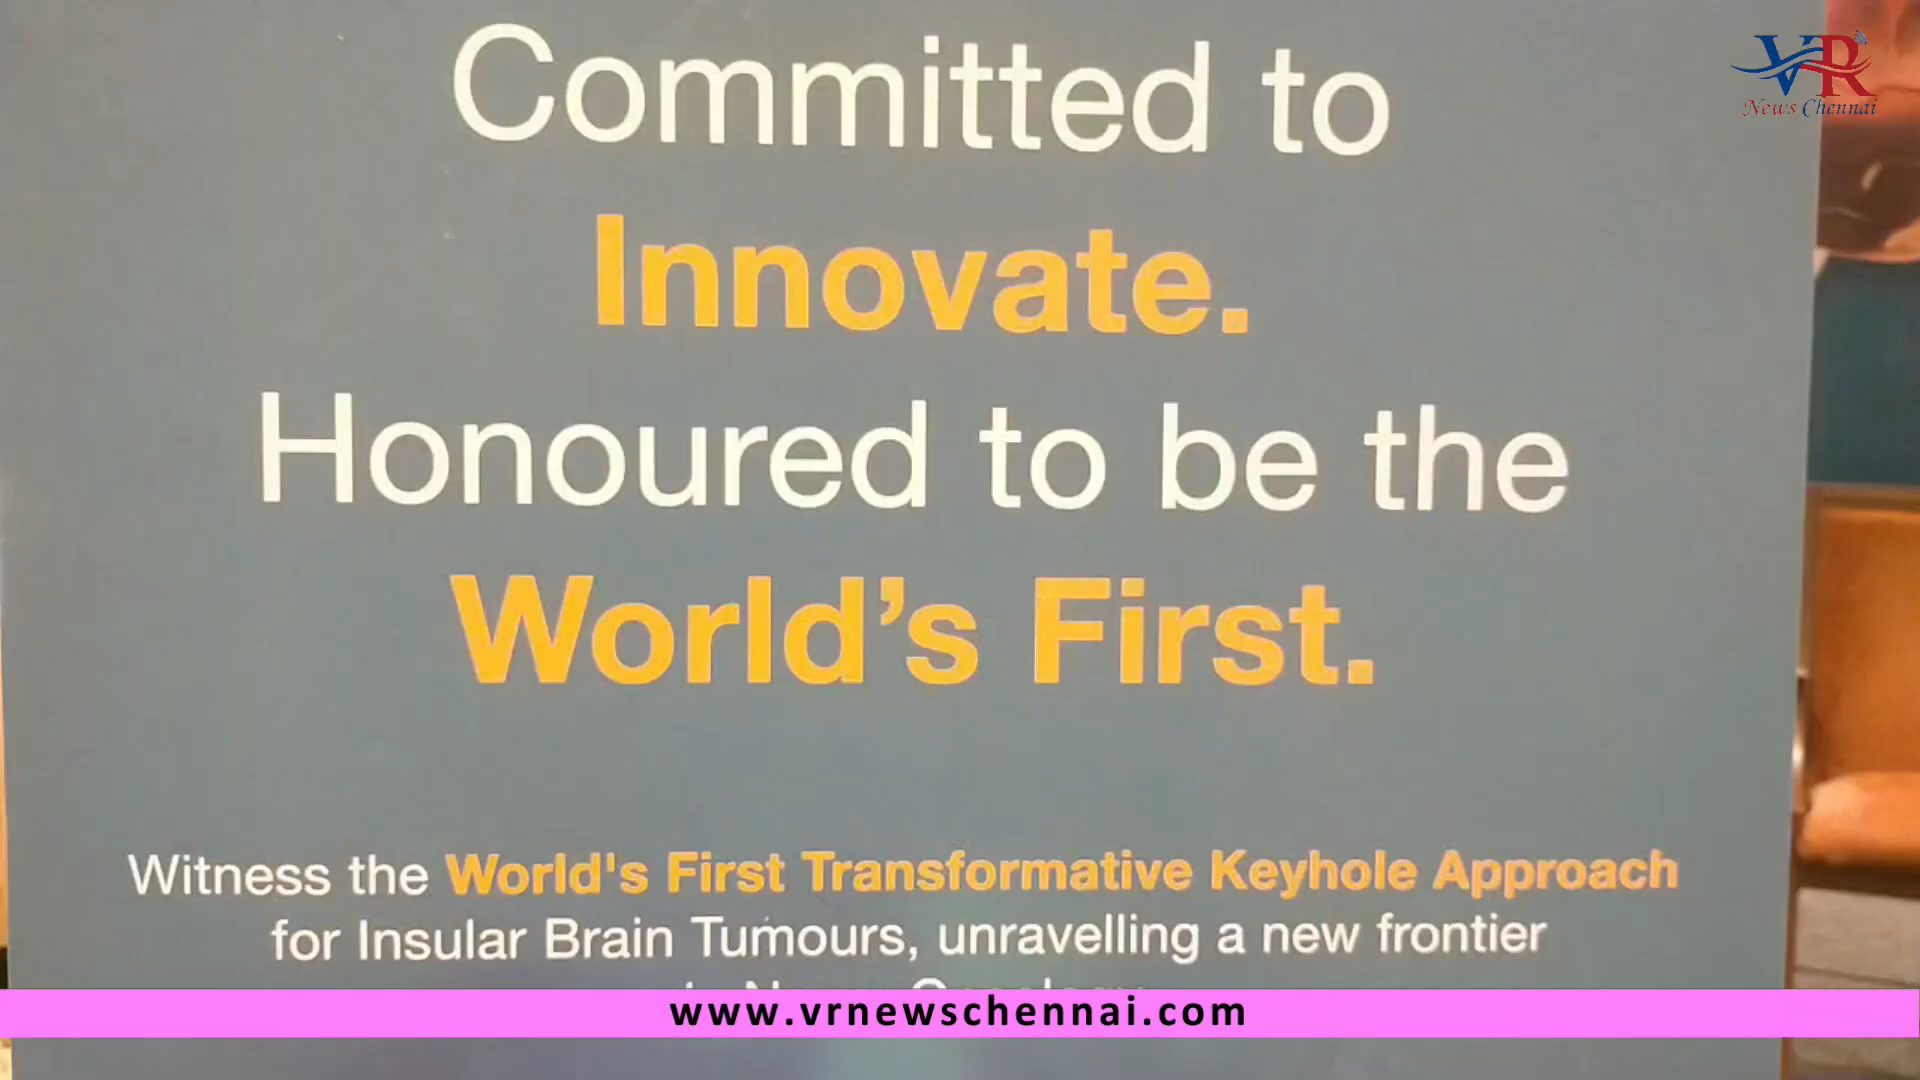 VR
News Chennai
Committed to
Innovate.
Honoured to be the
World’s First.
Witness the World's First Transformative Keyhole Approach
for Insular Brain Tumours, unravelling a new frontier
www.vrnewschennai.com